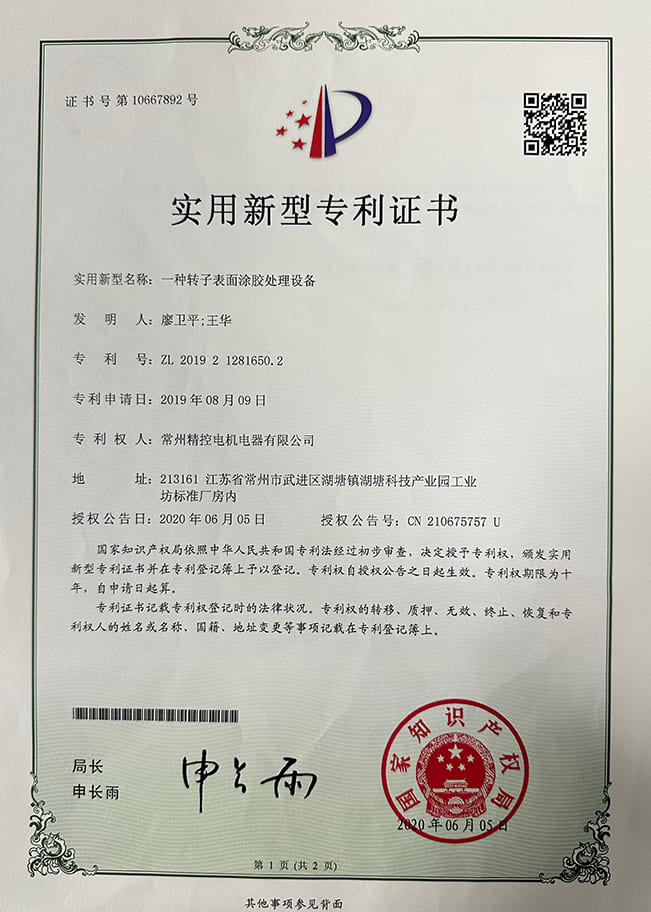 证书号第10667892号
实用新型专利证书
实用新型名称：一种转子表面涂胶处理设备
发明人：廖卫平;王华
专利号：ZL 2019 2 1281650.2
专利申请日：2019年08月09日
专利权人：常州精控电机电器有限公司
地址：213161 江苏省常州市武进区湖塘镇湖塘科技产业园工业
坊标准厂房内
授权公告日：2020年06月05日 授权公告号：CN 210675757 U
国家知识产权局依照中华人民共和国专利法经过初步审查，决定授予专利权，颁发实用
新型专利证书并在专利登记簿上予以登记。专利权自授权公告之日起生效。专利权期限为十
年，自申请日起算。
专利证书记载专利权登记时的法律状况。专利权的转移、质押、无效、终止、恢复和专
利权人的姓名或名称、国籍、地址变更等事项记载在专利登记簿上。
局长
申长雨
申长雨
国家知识产权局
2020年06月05日
第1页(共2页)
其他事项参见背面